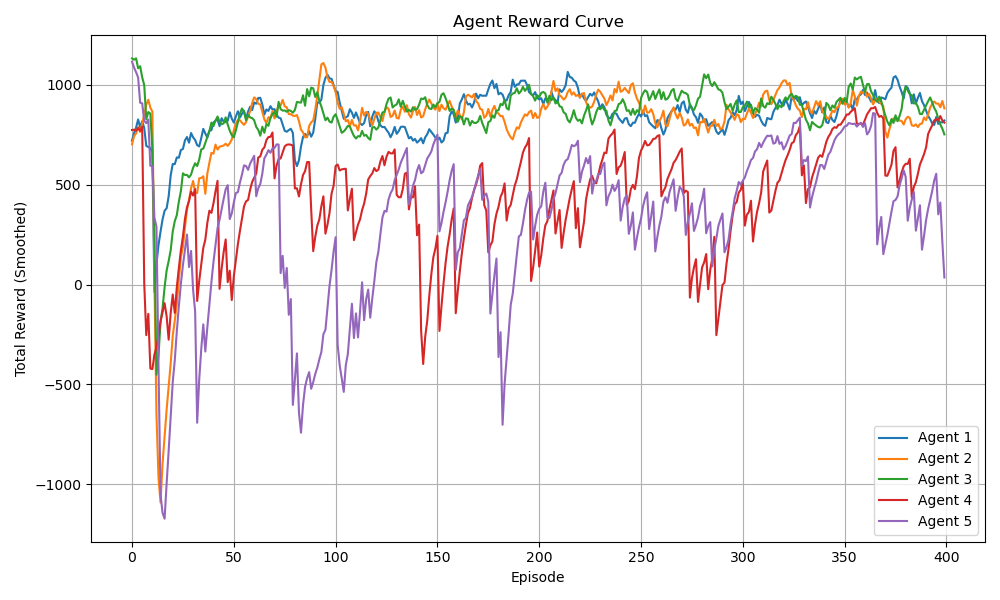 Agent Reward Curve
Total Reward (Smoothed)
1000
500
0
−500
−1000
0 50 100 150 200 250 300 350 400
Episode
Agent 1
Agent 2
Agent 3
Agent 4
Agent 5